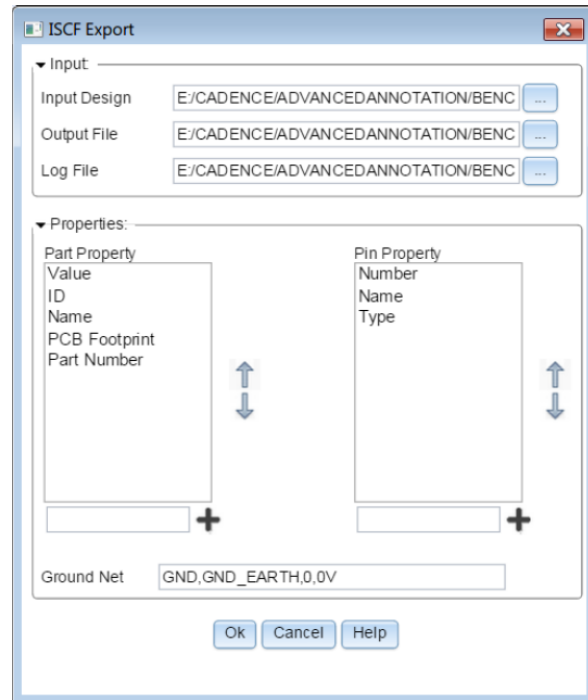 ISCF Export
Input:
Input Design E:/CADENCE/ADVANCEDANNOTATION/BENC ...
Output File E:/CADENCE/ADVANCEDANNOTATION/BENC ...
Log File E:/CADENCE/ADVANCEDANNOTATION/BENC ...
Properties:
Part Property
Value
ID
Name
PCB Footprint
Part Number
Pin Property
Number
Name
Type
Ground Net GND,GND_EARTH,0,0V
Ok Cancel Help